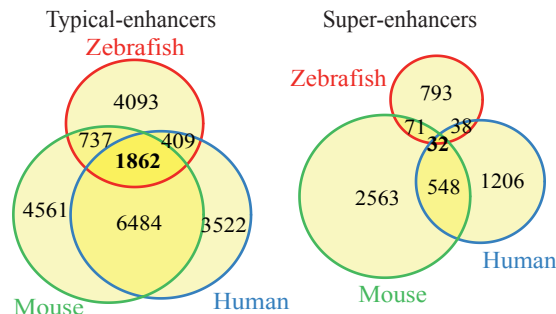 Typical-enhancers
Zebrafish
4093
737
409
1862
4561
6484
3522
Mouse
Human
Super-enhancers
Zebrafish
793
71
38
32
2563
548
1206
Human
Mouse